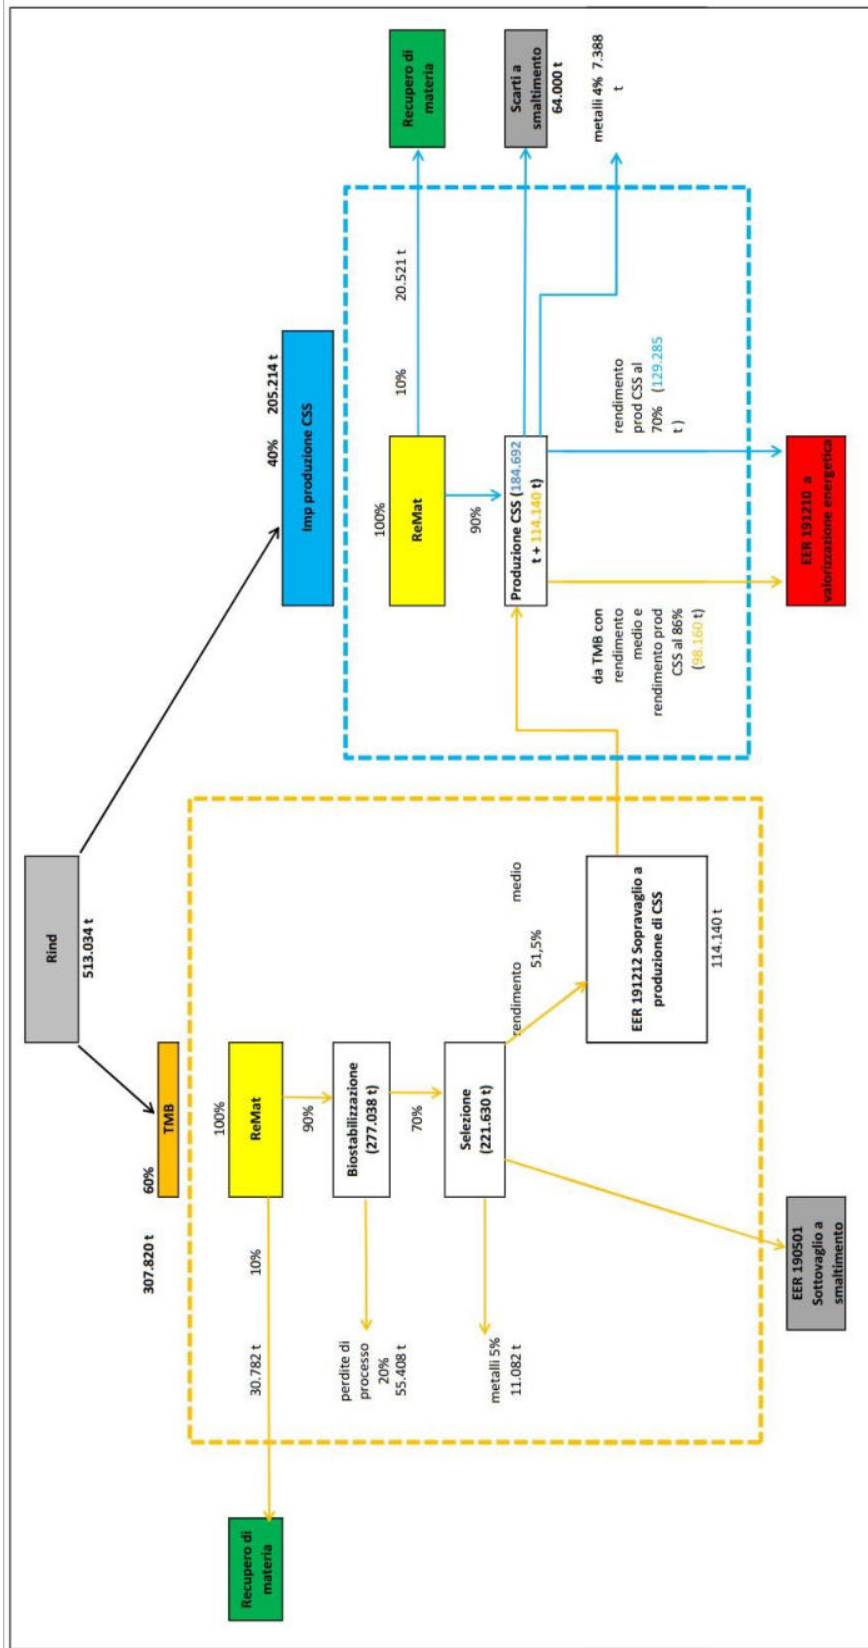 Rind
513.034 t
307.820 t
60%
TMB
40%
205.214 t
Imp produzione CSS
100%
ReMat
10%
30.782 t
Recupero di
materia
90%
Biostabilizzazione
(277.038 t)
perdite di
processo
20%
55.408 t
70%
Selezione
(221.630 t)
metalli 5%
11.082 t
rendimento medio
51,5%
EER 191212 Sopravaglio a
produzione di CSS
114.140 t
EER 190501
Sottovaglio a
smaltimento
100%
ReMat
10%
20.521 t
Recupero di
materia
90%
Produzione CSS (184.692
t + 114.140 t)
Scarti a
smaltimento
64.000 t
metalli 4% 7.388
t
da TMB con
rendimento
medio e
rendimento prod
CSS al 86%
(98.160 t)
rendimento
prod CSS al
70% (129.285
t )
EER 191210 a
valorizzazione energetica